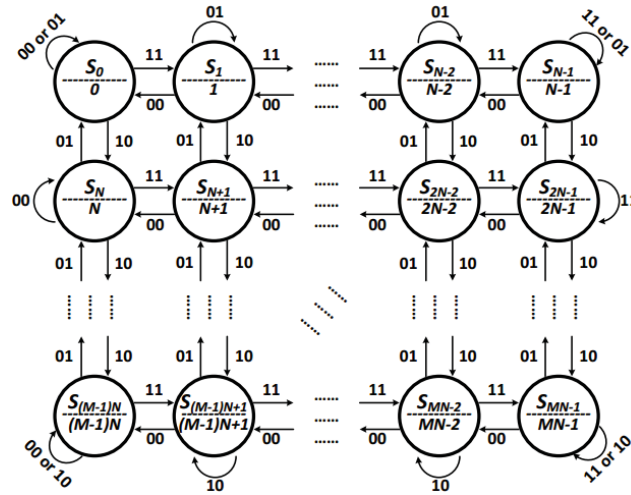 00 or 01 01 01 11 or 01
S0 11 S1 11 ...... 11 SN-2 11 SN-1
0 00 1 00 ...... 00 N-2 00 N-1
......
01 10 01 10 01 10 01 10
00 SN 11 SN+1 11 ...... 11 S2N-2 11 S2N-1 11
N 00 N+1 00 ...... 00 2N-2 00 2N-1
......
01 10 01 10 01 10 01 10
...... ...... ...... ...... ...... ...... ...... ...... ...... ...... ...... ...... ...... ...... ......
01 10 01 10 01 10 01 10
S(M-1)N 11 S(M-1)N+1 11 ...... 11 SMN-2 11 SMN-1
(M-1)N 00 (M-1)N+1 00 ...... 00 MN-2 00 MN-1
......
00 or 10 10 10 11 or 10